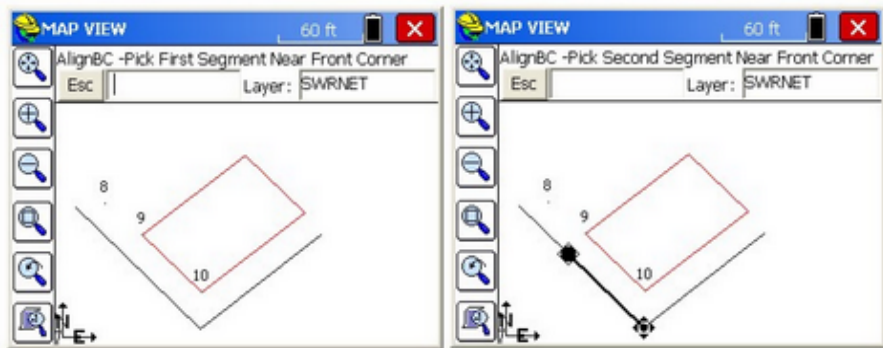 MAP VIEW 60 ft
AlignBC -Pick First Segment Near Front Corner
Esc Layer: SWRNET
8
9
10
N
E
MAP VIEW 60 ft
AlignBC -Pick Second Segment Near Front Corner
Esc Layer: SWRNET
8
9
10
N
E